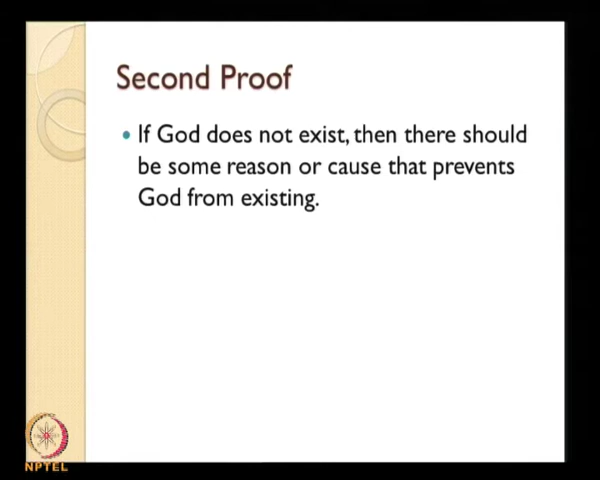 Second Proof
If God does not exist, then there should
be some reason or cause that prevents
God from existing.
NPTEL